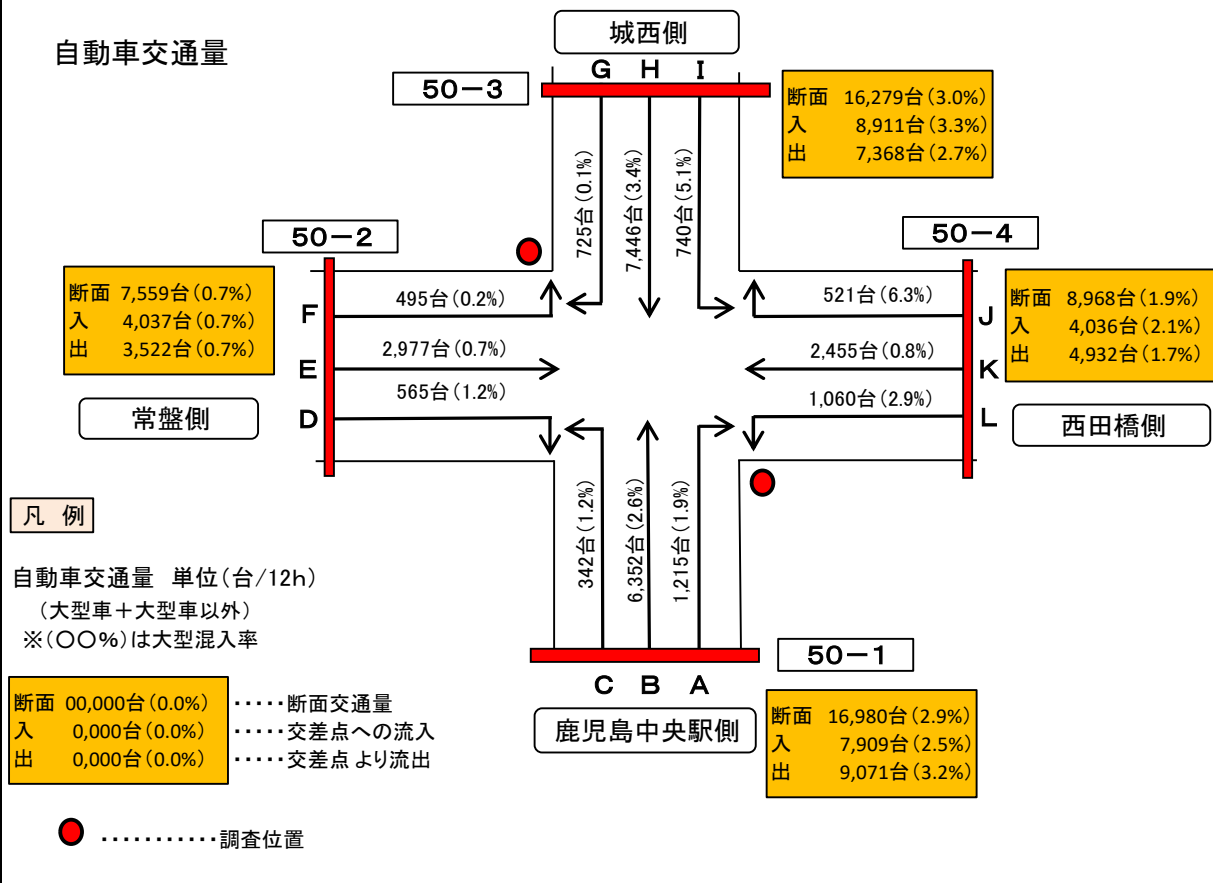 自動車交通量
城西側
G H I
50-3
断面 16,279台(3.0%)
入 8,911台(3.3%)
出 7,368台(2.7%)
725台(0.1%)
7,446台(3.4%)
740台(5.1%)
50-2
50-4
断面 7,559台(0.7%)
入 4,037台(0.7%)
出 3,522台(0.7%)
F
495台(0.2%)
E
2,977台(0.7%)
D
565台(1.2%)
常盤側
521台(6.3%)
J
2,455台(0.8%)
K
1,060台(2.9%)
L
断面 8,968台(1.9%)
入 4,036台(2.1%)
出 4,932台(1.7%)
西田橋側
342台(1.2%)
6,352台(2.6%)
1,215台(1.9%)
50-1
C B A
鹿児島中央駅側
断面 16,980台(2.9%)
入 7,909台(2.5%)
出 9,071台(3.2%)
凡 例
自動車交通量 単位(台/12h)
(大型車+大型車以外)
※(○○%)は大型混入率
断面 00,000台(0.0%) ・・・・・断面交通量
入 0,000台(0.0%) ・・・・・交差点への流入
出 0,000台(0.0%) ・・・・・交差点より流出
・・・・・・・・・・・調査位置